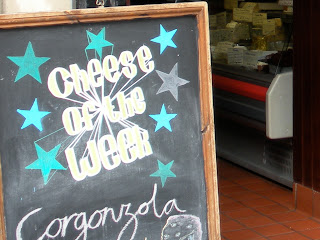 Cheese
of the
Week
Gorgonzola